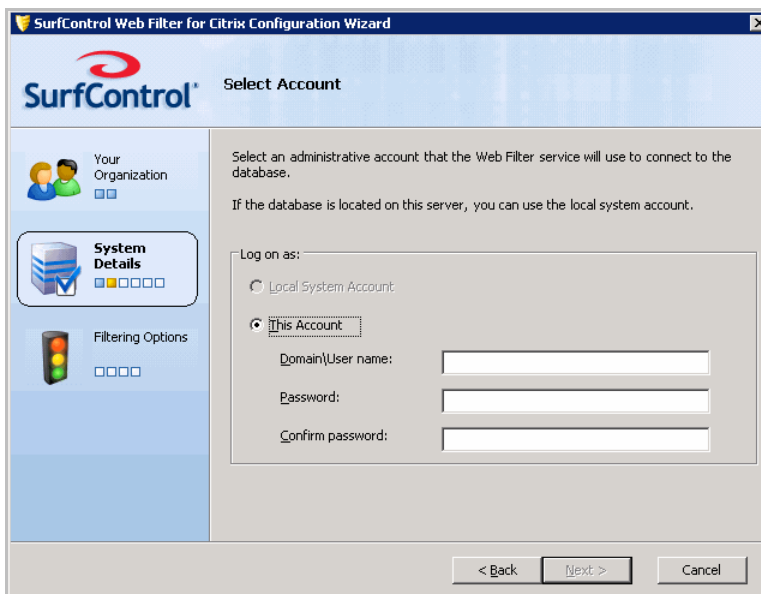 SurfControl Web Filter for Citrix Configuration Wizard
SurfControl
Select Account
Your
Organization
System
Details
Filtering Options
Select an administrative account that the Web Filter service will use to connect to the
database.
If the database is located on this server, you can use the local system account.
Log on as:
Local System Account
This Account
Domain\User name:
Password:
Confirm password:
< Back
Next >
Cancel